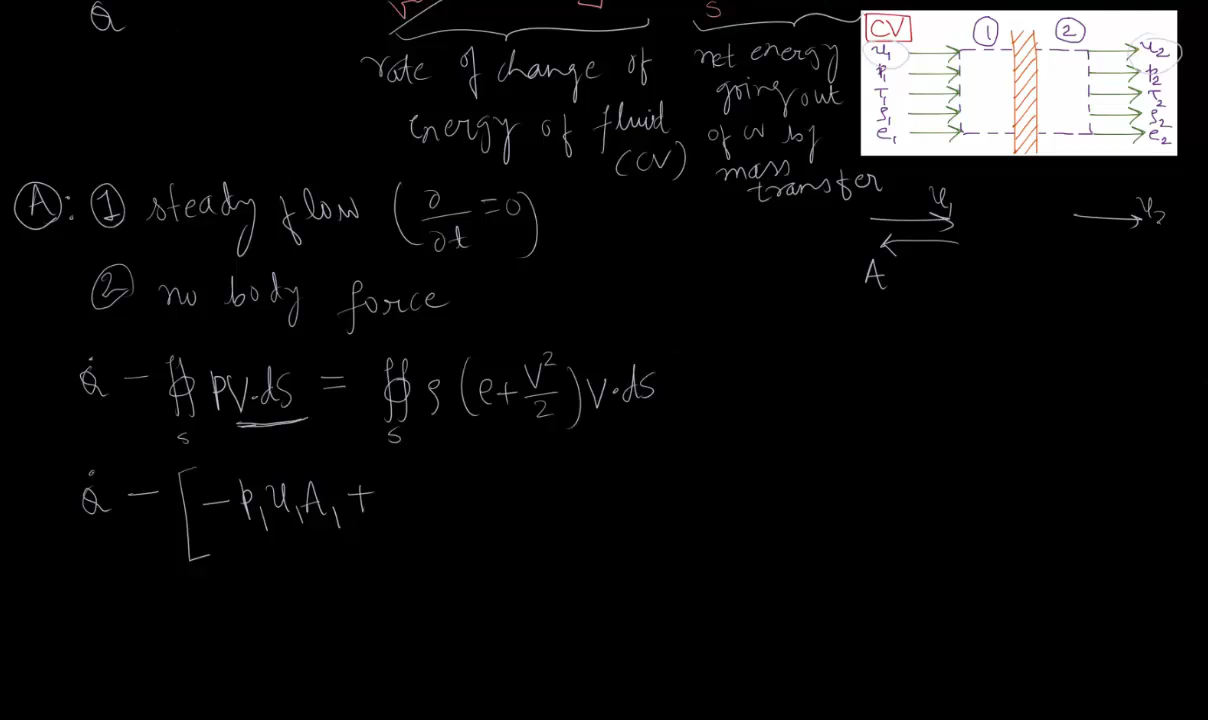 Q̇
S
rate of change of
energy of fluid
(CV)
net energy
going out
of CV by
mass
transfer
CV
1 2
u₁ u₂
p₁ p₂
T₁ T₂
ρ₁ ρ₂
e₁ e₂
u₁ u₂
A
A : 1 steady flow (∂/∂t = 0)
2 no body force
Q̇ − ∯ₛ pV·ds = ∯ₛ ρ(e + V²/2) V·ds
Q̇ − [ − p₁u₁A₁ +